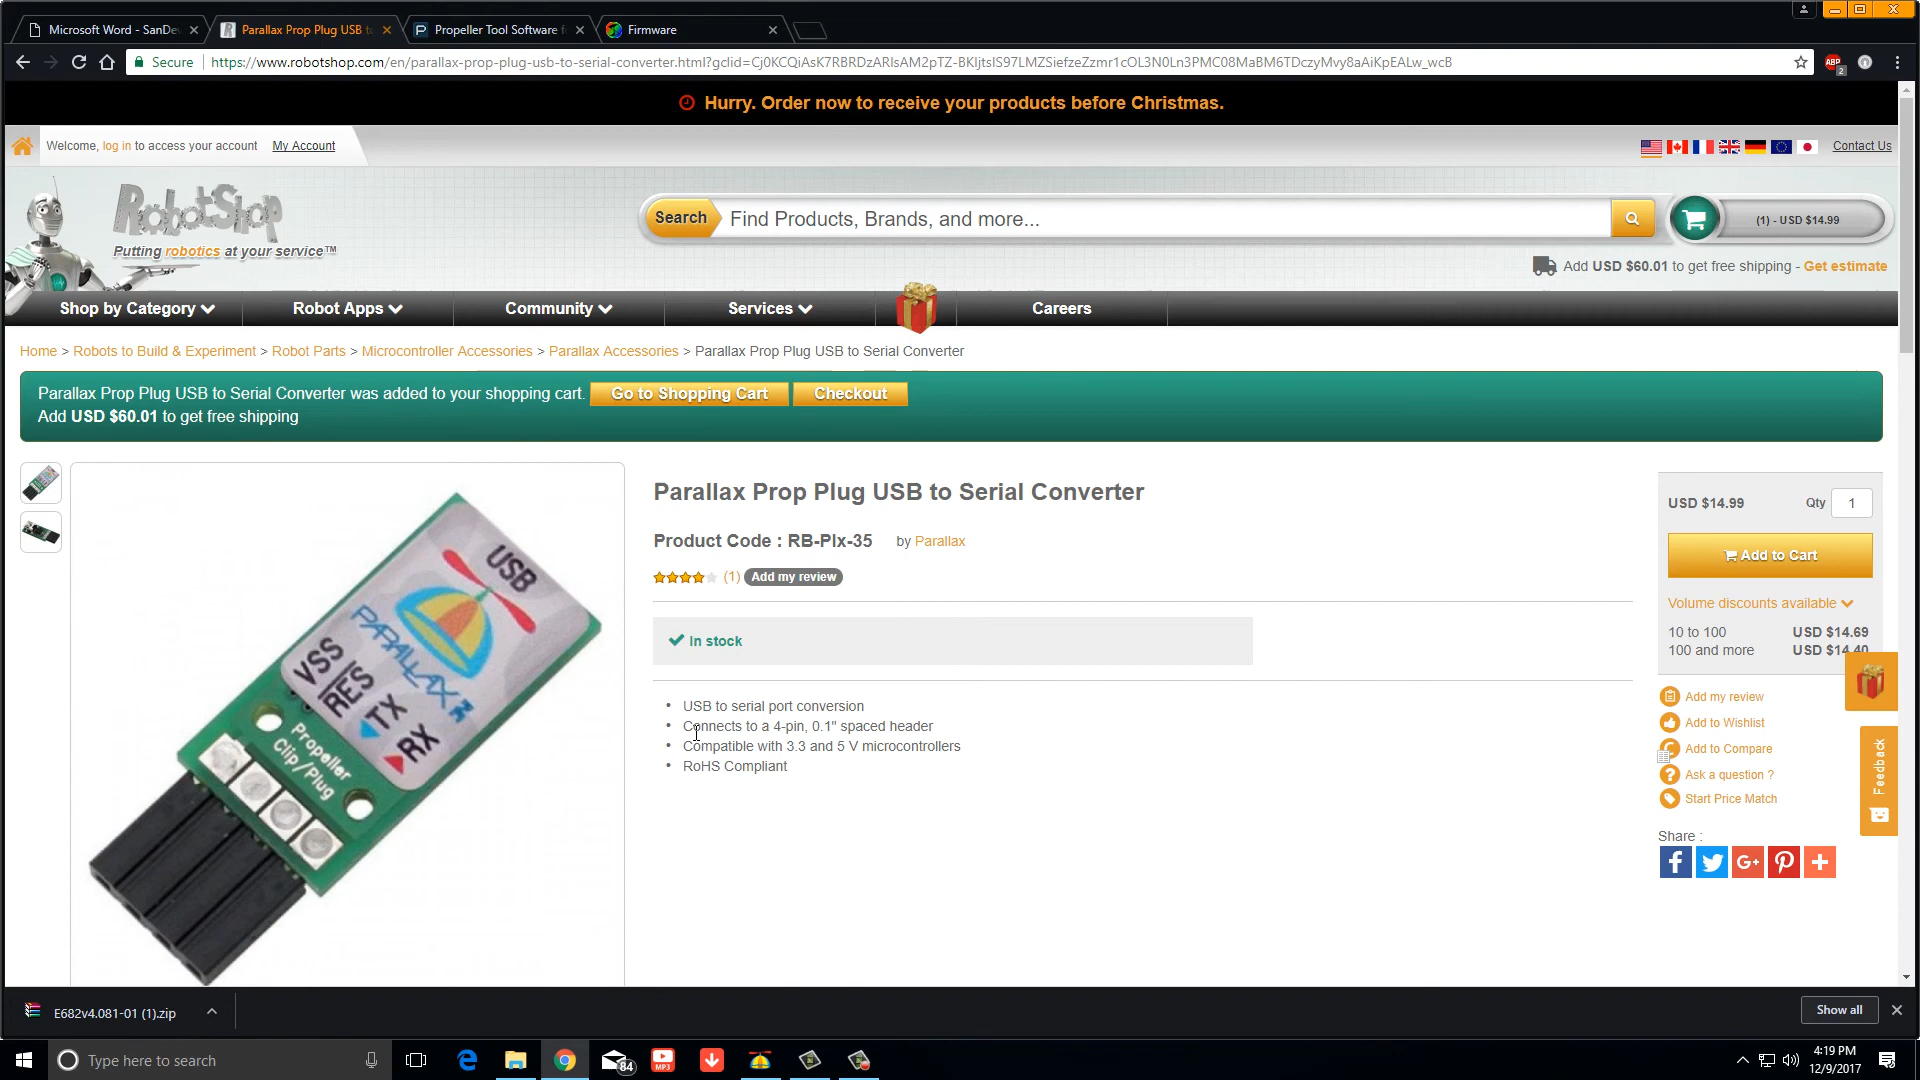 Microsoft Word - SanDe
Parallax Prop Plug USB to
Propeller Tool Software f
Firmware
Secure
https://www.robotshop.com/en/parallax-prop-plug-usb-to-serial-converter.html?gclid=Cj0KCQiAsK7RBRDzARIsAM2pTZ-BKIjtsIS97LMZSiefzeZzmr1cOL3N0Ln3PMC08MaBM6TDczyMvy8aAiKpEALw_wcB
ABP
2
Hurry. Order now to receive your products before Christmas.
Welcome, log in to access your account
My Account
Contact Us
RobotShop
Putting robotics at your service™
Search
Find Products, Brands, and more...
(1) - USD $14.99
Add USD $60.01 to get free shipping - Get estimate
Shop by Category
Robot Apps
Community
Services
Careers
Home > Robots to Build & Experiment > Robot Parts > Microcontroller Accessories > Parallax Accessories > Parallax Prop Plug USB to Serial Converter
Parallax Prop Plug USB to Serial Converter was added to your shopping cart.
Go to Shopping Cart
Checkout
Add USD $60.01 to get free shipping
USB
PARALLAX
VSS
RES
TX
RX
Propeller
Clip/Plug
Parallax Prop Plug USB to Serial Converter
Product Code : RB-Plx-35
by Parallax
(1)
Add my review
In stock
• USB to serial port conversion
• Connects to a 4-pin, 0.1" spaced header
• Compatible with 3.3 and 5 V microcontrollers
• RoHS Compliant
USD $14.99
Qty
1
Add to Cart
Volume discounts available
10 to 100
USD $14.69
100 and more
USD $14.40
Add my review
Add to Wishlist
Add to Compare
Ask a question ?
Start Price Match
Feedback
Share :
G+
E682v4.081-01 (1).zip
Show all
Type here to search
84
MP3
4:19 PM
12/9/2017